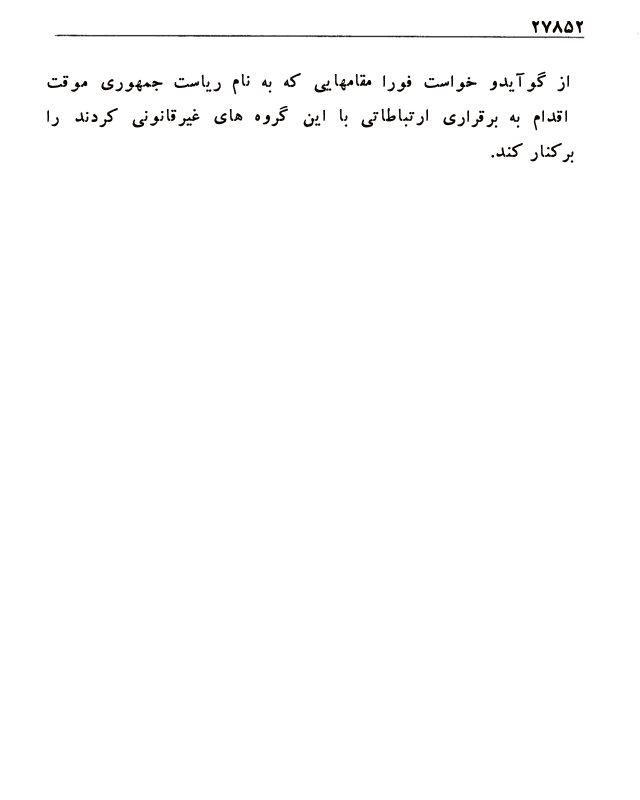 ۲۷۸۵۲
از گوآیدو خواست فورا مقامهایی که به نام ریاست جمهوری موقت
اقدام به برقراری ارتباطاتی با این گروه های غیرقانونی کردند را
برکنار کند.